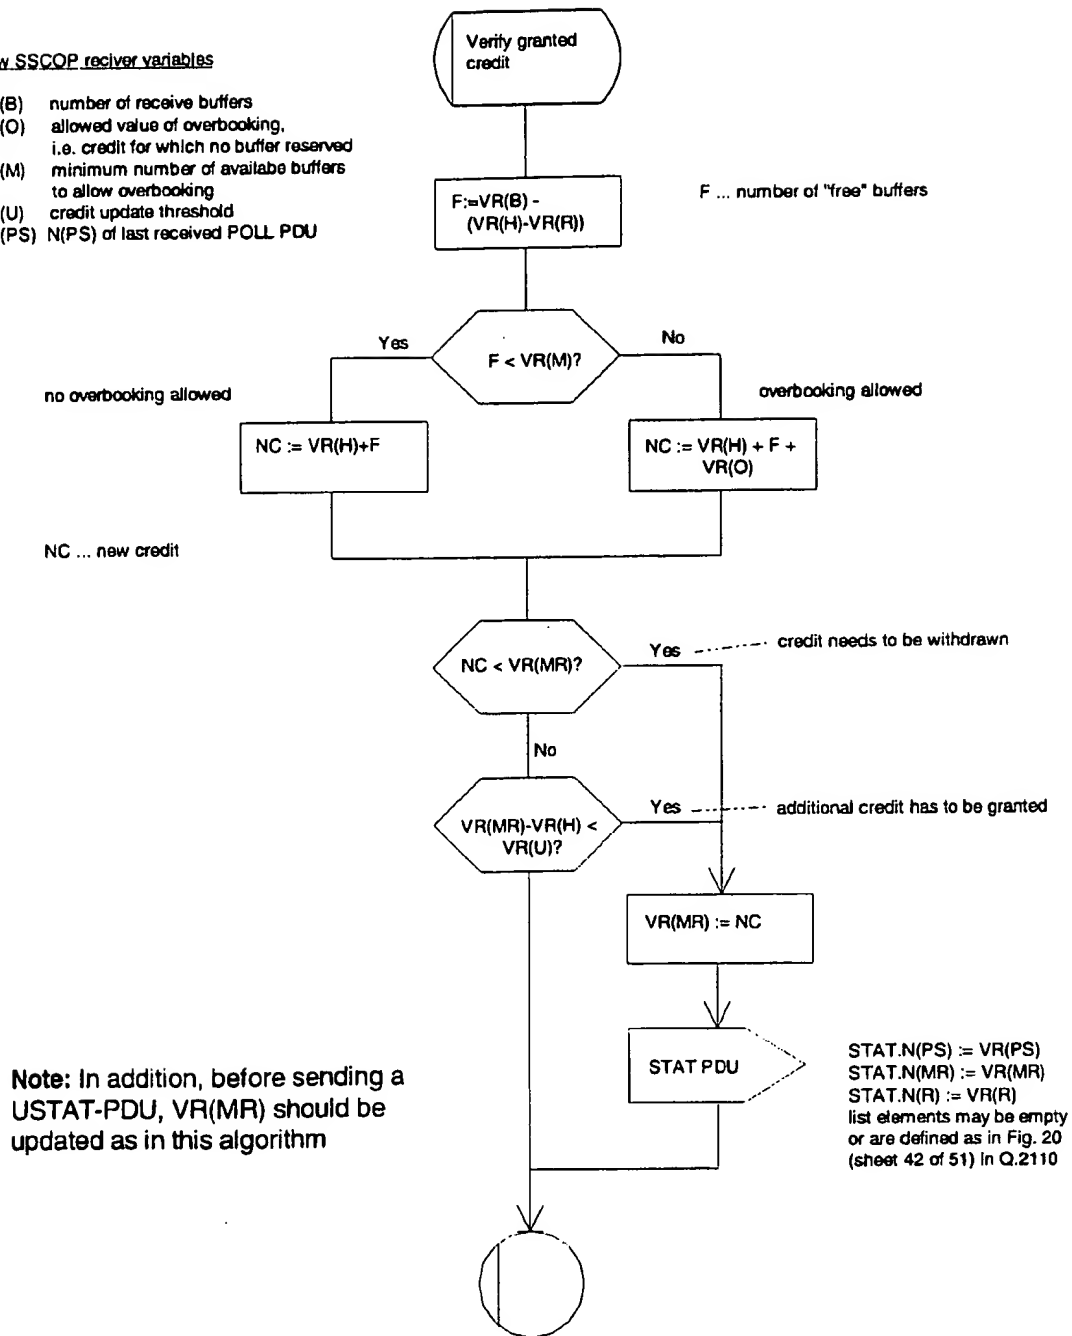 w SSCOP reciver variables
(B) number of receive buffers
(O) allowed value of overbooking,
i.e. credit for which no buffer reserved
(M) minimum number of availabe buffers
to allow overbooking
(U) credit update threshold
(PS) N(PS) of last received POLL PDU
Verify granted
credit
F:=VR(B) -
(VR(H)-VR(R))
F ... number of "free" buffers
F < VR(M)?
Yes
No
no overbooking allowed
overbooking allowed
NC := VR(H)+F
NC := VR(H) + F +
VR(O)
NC ... new credit
NC < VR(MR)?
Yes
credit needs to be withdrawn
No
VR(MR)-VR(H) <
VR(U)?
Yes
additional credit has to be granted
VR(MR) := NC
STAT PDU
STAT.N(PS) := VR(PS)
STAT.N(MR) := VR(MR)
STAT.N(R) := VR(R)
list elements may be empty
or are defined as in Fig. 20
(sheet 42 of 51) in Q.2110
Note: In addition, before sending a
USTAT-PDU, VR(MR) should be
updated as in this algorithm